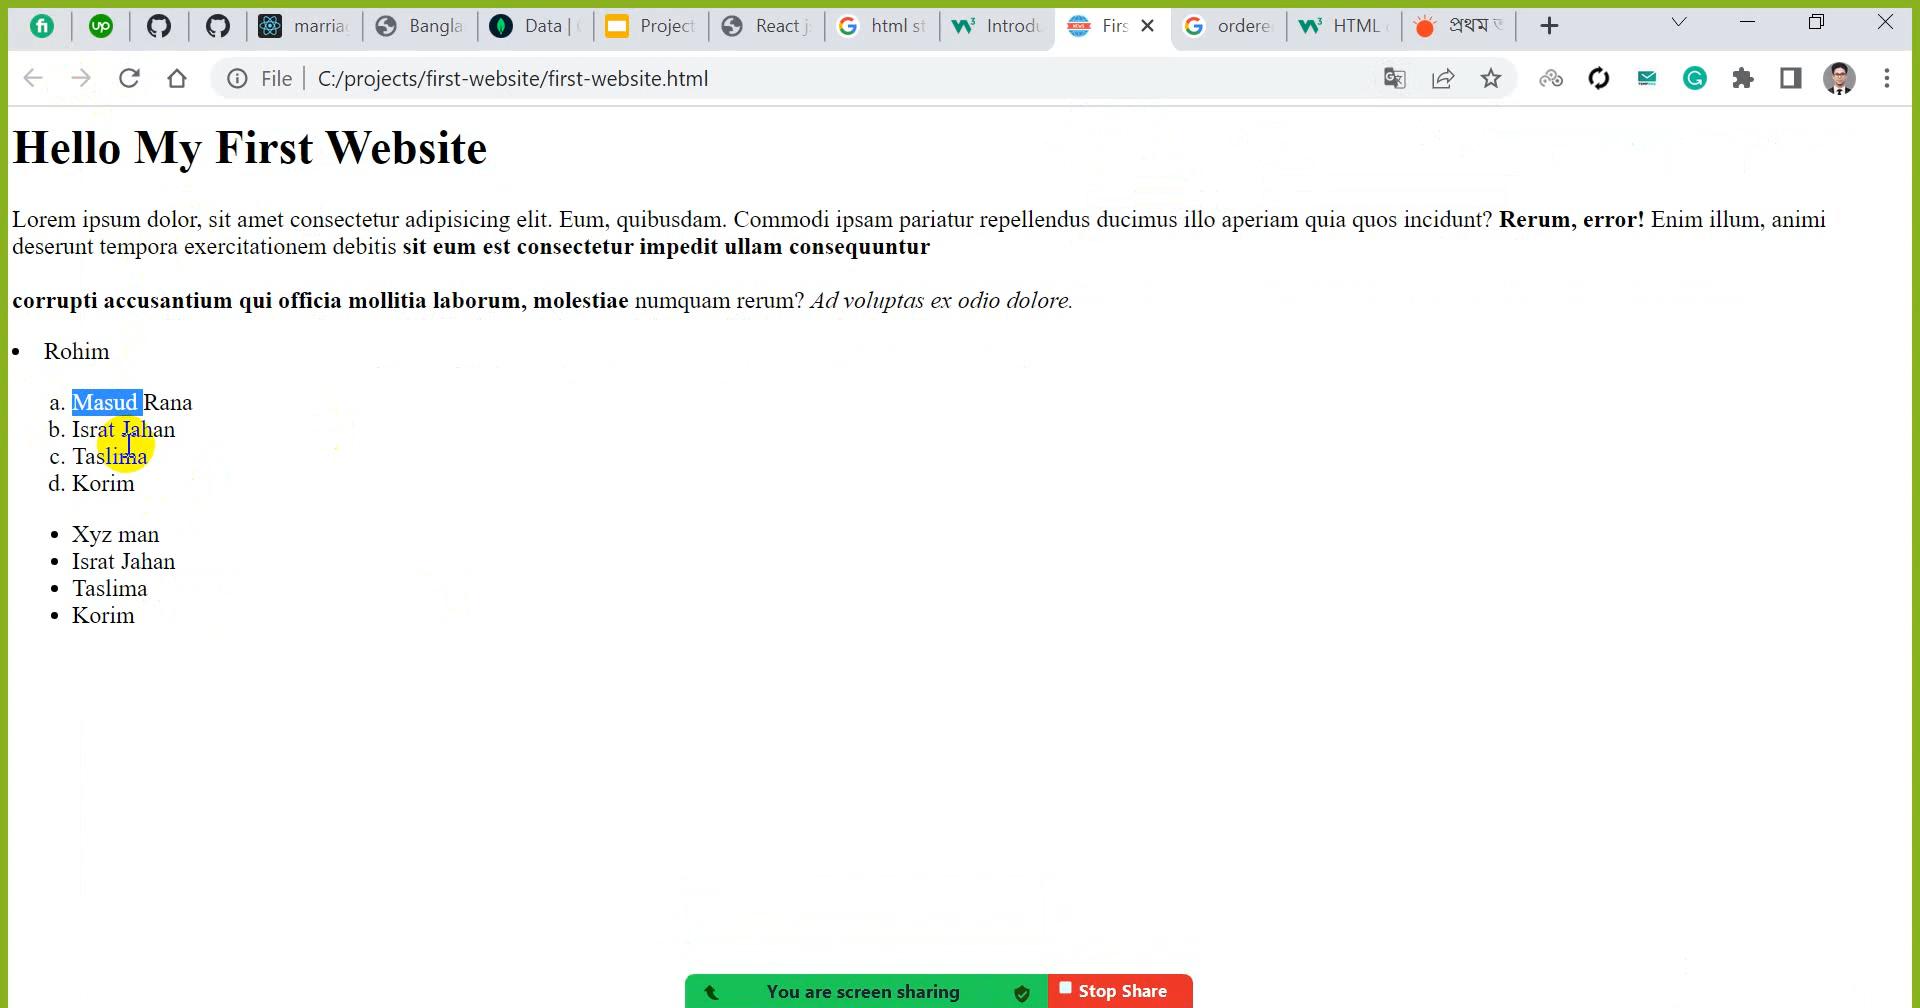 marria
Bangla
Data |
Project
React j
html st
Introdu
Firs
ordere
HTML
প্রথম
File
C:/projects/first-website/first-website.html
Hello My First Website
Lorem ipsum dolor, sit amet consectetur adipisicing elit. Eum, quibusdam. Commodi ipsam pariatur repellendus ducimus illo aperiam quia quos incidunt? Rerum, error! Enim illum, animi
deserunt tempora exercitationem debitis sit eum est consectetur impedit ullam consequuntur
corrupti accusantium qui officia mollitia laborum, molestiae numquam rerum? Ad voluptas ex odio dolore.
• Rohim
a. Masud Rana
b. Israt Jahan
c. Taslima
d. Korim
• Xyz man
• Israt Jahan
• Taslima
• Korim
You are screen sharing
Stop Share